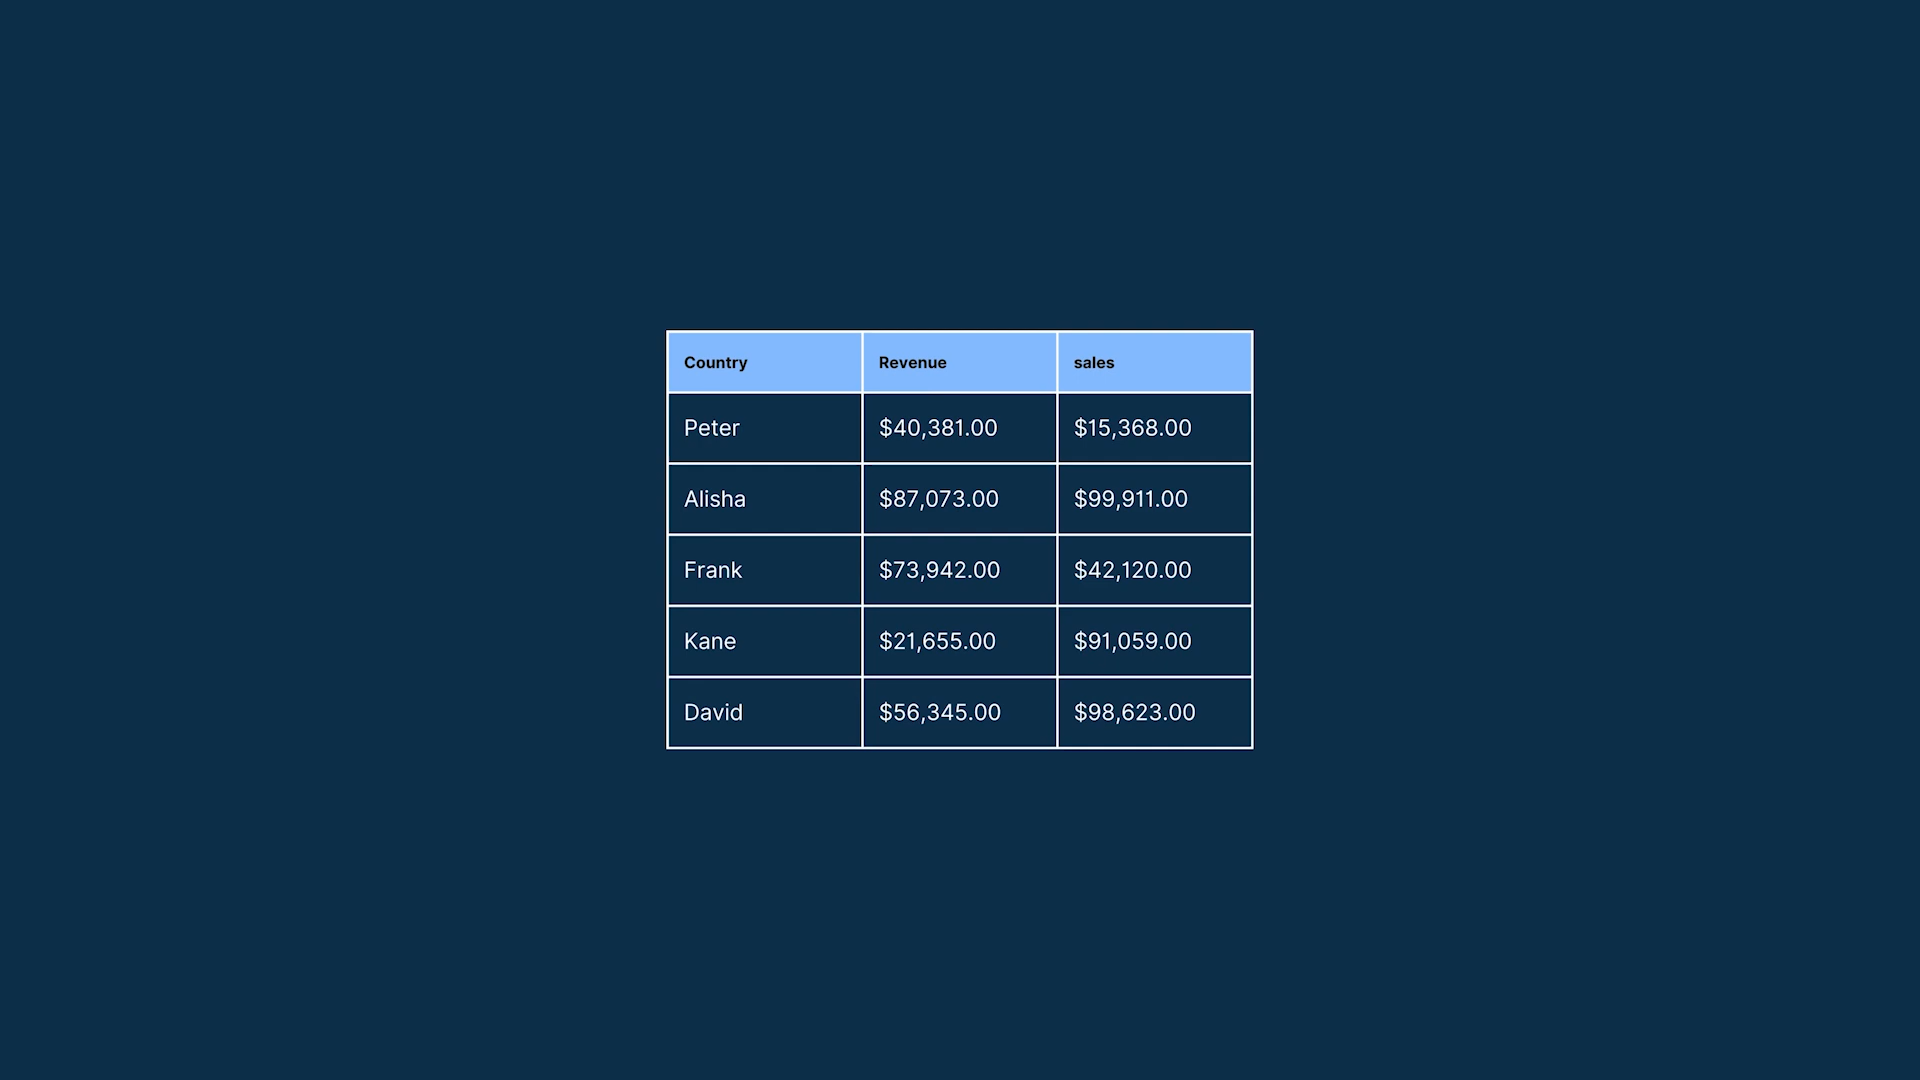 Country Revenue sales
Peter $40,381.00 $15,368.00
Alisha $87,073.00 $99,911.00
Frank $73,942.00 $42,120.00
Kane $21,655.00 $91,059.00
David $56,345.00 $98,623.00